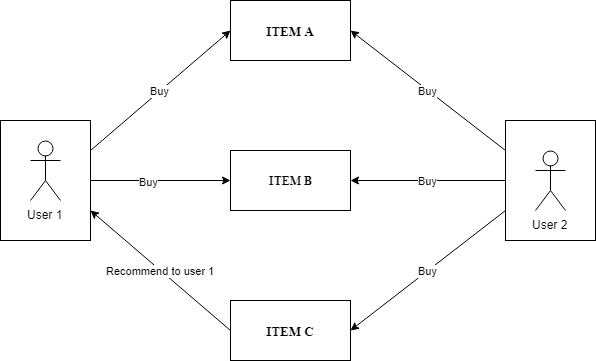 ITEM A
Buy
Buy
User 1
Buy
ITEM B
Buy
User 2
Recommend to user 1
Buy
ITEM C